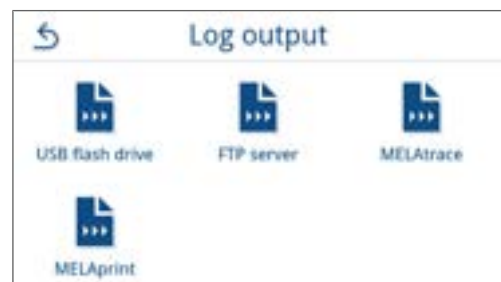 Log output
USB flash drive
FTP server
MELAtrace
MELAprint